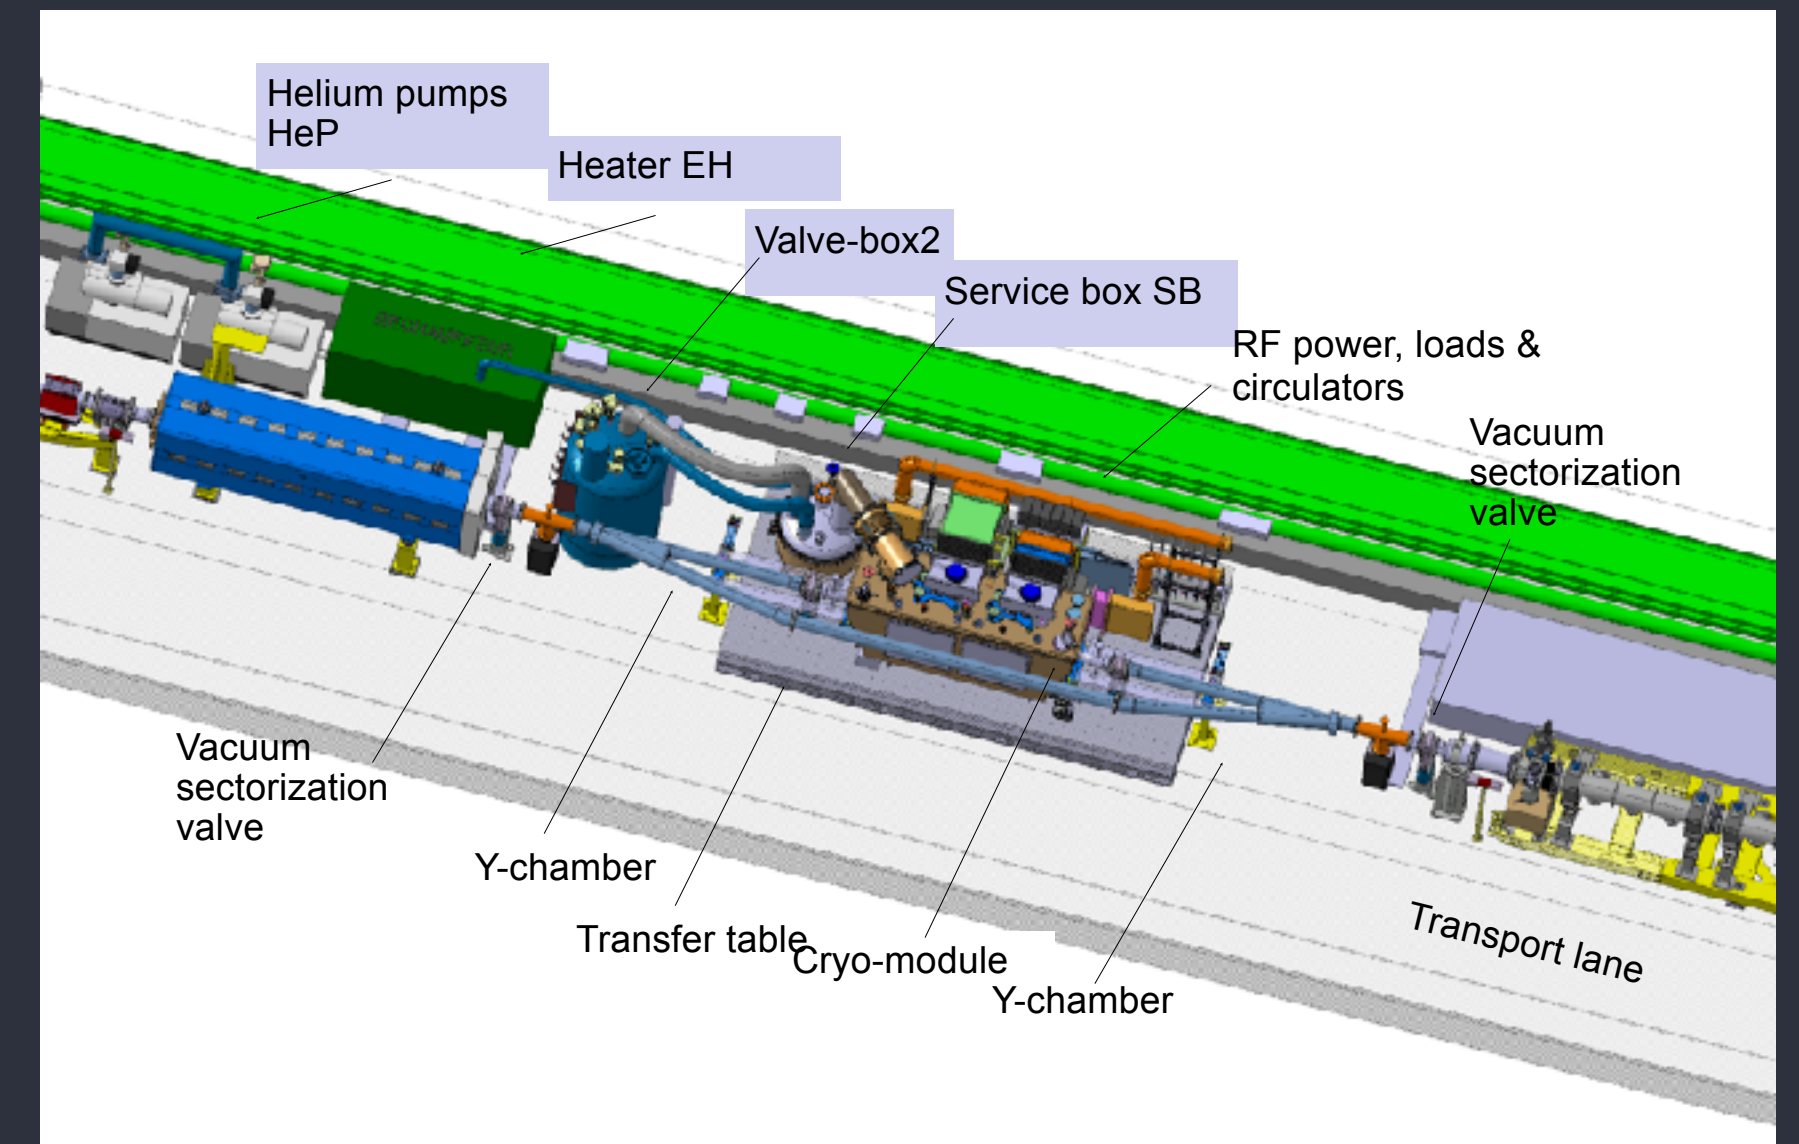 Helium pumps
HeP
Heater EH
Valve-box2
Service box SB
RF power, loads &
circulators
Vacuum
sectorization
valve
Vacuum
sectorization
valve
Y-chamber
Transfer table
Cryo-module
Y-chamber
Transport lane